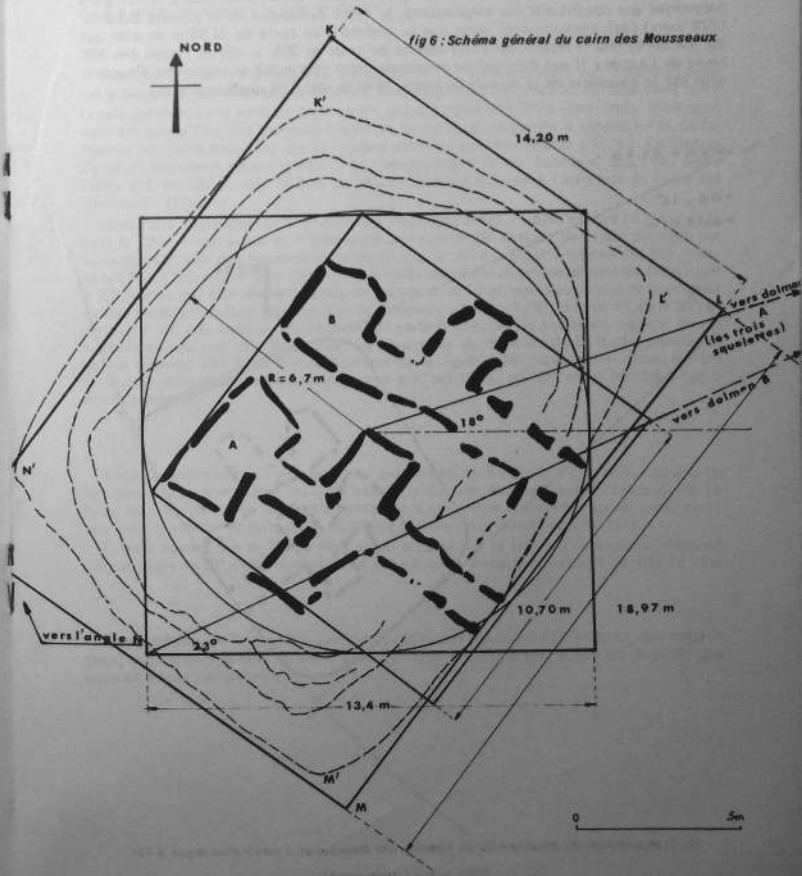 K
NORD
fig 6 : Schéma général du cairn des Mousseaux
K'
14,20 m
L'
L
vers dolmen
A
(les trois
squelettes)
B
R = 6,7 m
18°
vers dolmen B
A
N'
10,70 m
18,97 m
vers l'angle N
23°
13,4 m
M'
M
0
5m